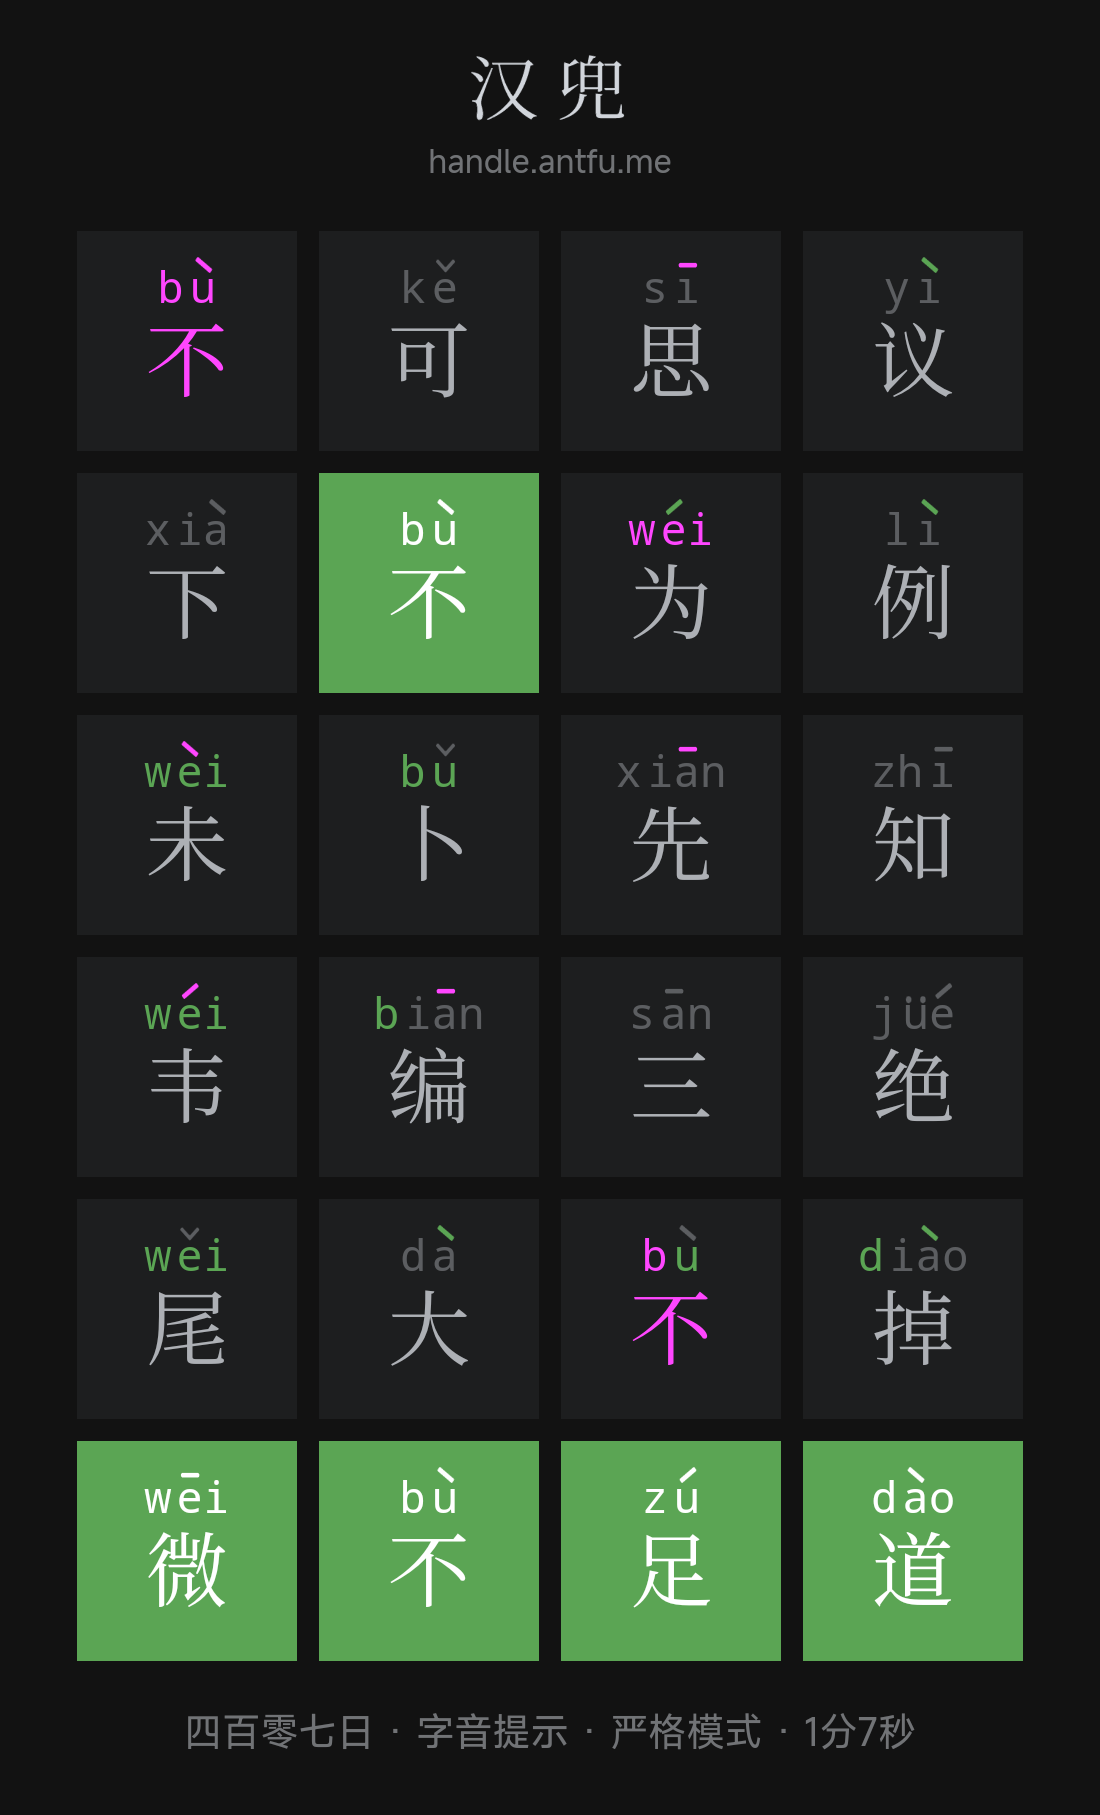 汉兜
handle.antfu.me
bù kě sī yì
不 可 思 议
xià bù wéi lì
下 不 为 例
wèi bǔ xiān zhī
未 卜 先 知
wéi biān sān jüé
韦 编 三 绝
wěi dà bù diào
尾 大 不 掉
wēi bù zú dào
微 不 足 道
四百零七日 · 字音提示 · 严格模式 · 1分7秒